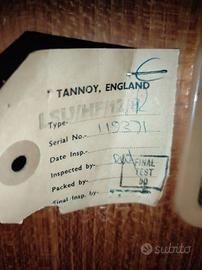 TANNOY, ENGLAND
LSU/HF/12/
Type.-
Serial No.- 119371
Date Insp.-
Inspected by.-
Packed by.-
Final Insp. by.-
FINAL
TEST
subito